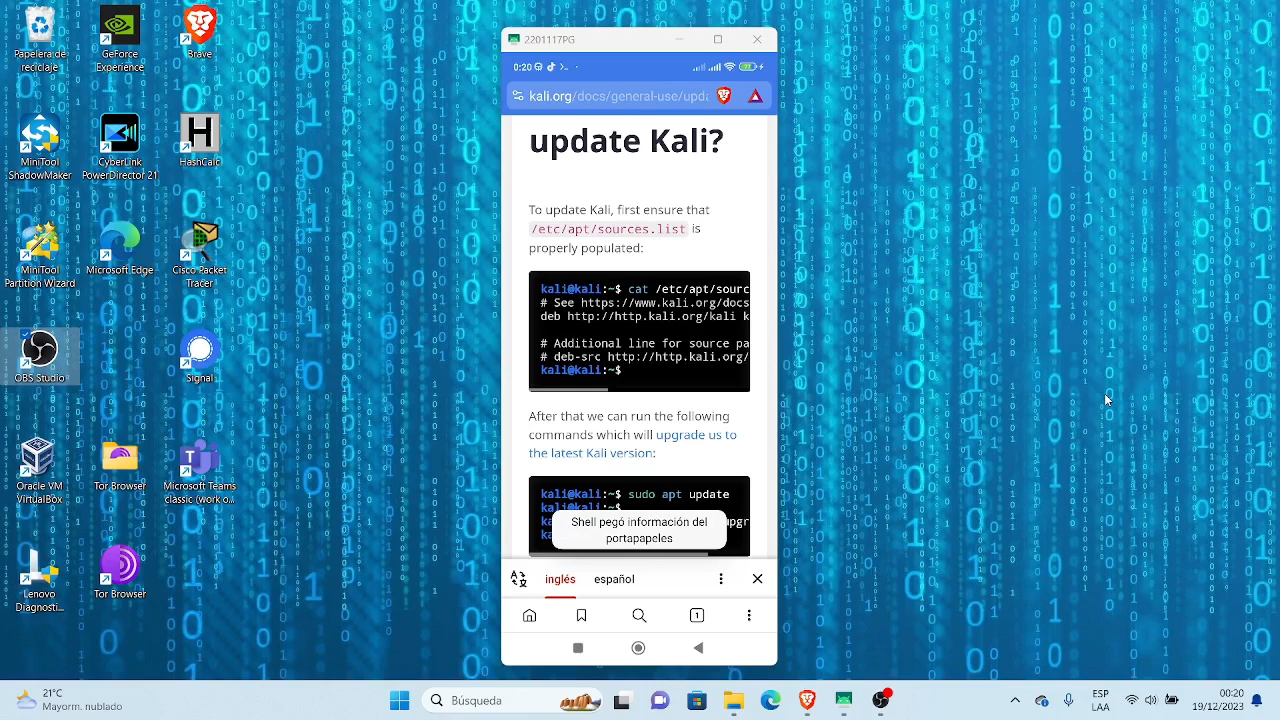 Papelera de
reciclaje
GeForce
Experience
Brave
MiniTool
ShadowMaker
CyberLink
PowerDirector 21
HashCalc
MiniTool
Partition Wizard
Microsoft Edge
Cisco Packet
Tracer
OBS Studio
Signal
Oracle VM
VirtualBox
Tor Browser
Microsoft Teams
classic (work o...
Lenovo
Diagnosti...
Tor Browser
2201117PG
0:20
77
kali.org/docs/general-use/upda
update Kali?
To update Kali, first ensure that
/etc/apt/sources.list is
properly populated:
kali@kali:~$ cat /etc/apt/sourc
# See https://www.kali.org/docs
deb http://http.kali.org/kali k
# Additional line for source pa
# deb-src http://http.kali.org/
kali@kali:~$
After that we can run the following
commands which will upgrade us to
the latest Kali version:
kali@kali:~$ sudo apt update
kali@kali:~$
Shell pegó información del
portapapeles
upgr
inglés español
1
21°C
Mayorm. nublado
Búsqueda
ESP
LAA
00:20
19/12/2023